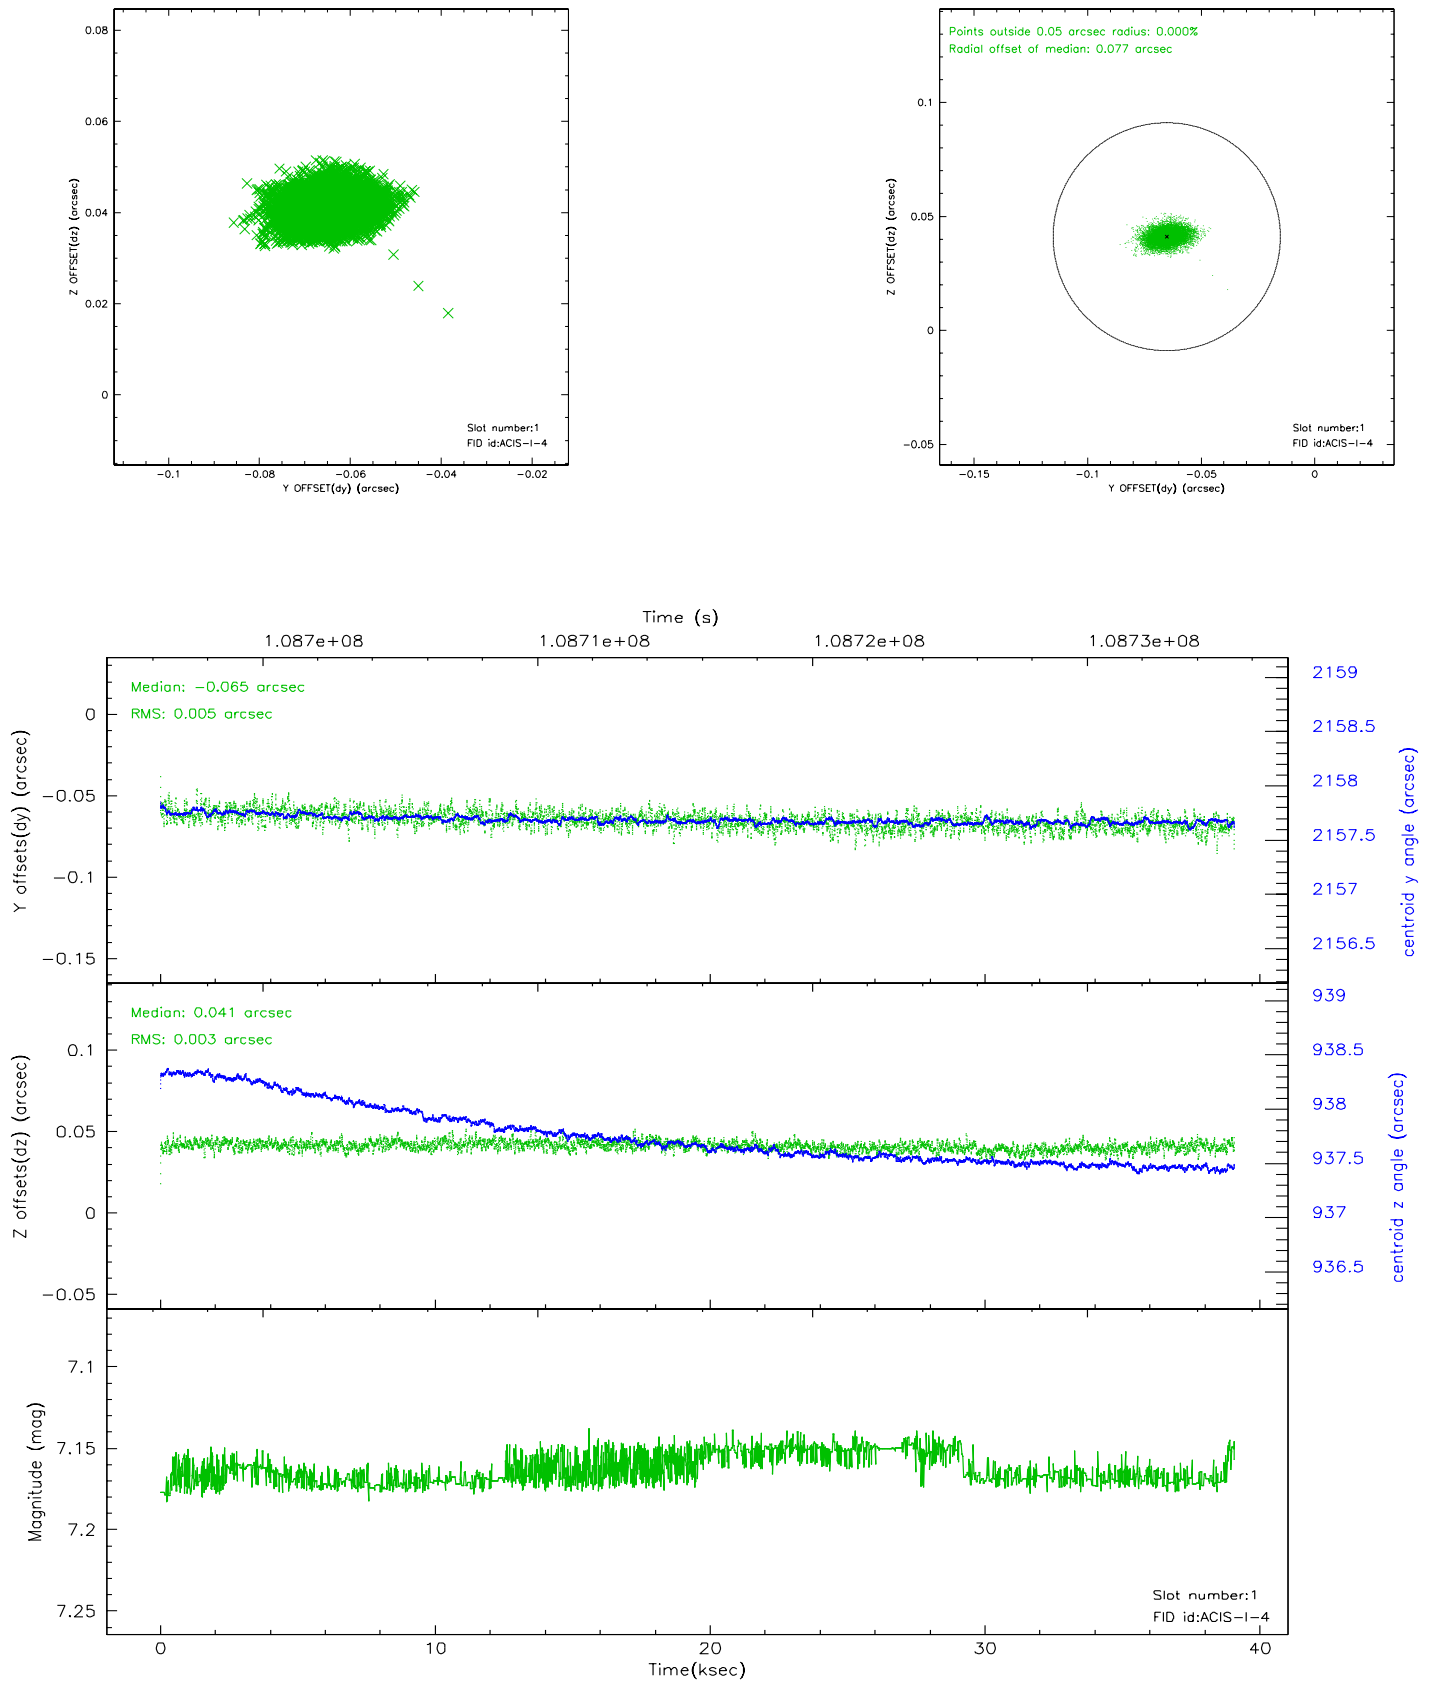 0.08
0.06
0.04
0.02
0
Z OFFSET(dz) (arcsec)
-0.1
-0.08
-0.06
-0.04
-0.02
Y OFFSET(dy) (arcsec)
Slot number:1
FID id:ACIS-I-4
Points outside 0.05 arcsec radius: 0.000%
Radial offset of median: 0.077 arcsec
0.1
0.05
0
-0.05
Z OFFSET(dz) (arcsec)
-0.15
-0.1
-0.05
0
Y OFFSET(dy) (arcsec)
Slot number:1
FID id:ACIS-I-4
Time (s)
1.087e+08
1.0871e+08
1.0872e+08
1.0873e+08
Median: -0.065 arcsec
RMS: 0.005 arcsec
0
-0.05
-0.1
-0.15
Y offsets(dy) (arcsec)
2159
2158.5
2158
2157.5
2157
2156.5
centroid y angle (arcsec)
Median: 0.041 arcsec
RMS: 0.003 arcsec
0.1
0.05
0
-0.05
Z offsets(dz) (arcsec)
939
938.5
938
937.5
937
936.5
centroid z angle (arcsec)
7.1
7.15
7.2
7.25
Magnitude (mag)
Slot number:1
FID id:ACIS-I-4
0
10
20
30
40
Time(ksec)